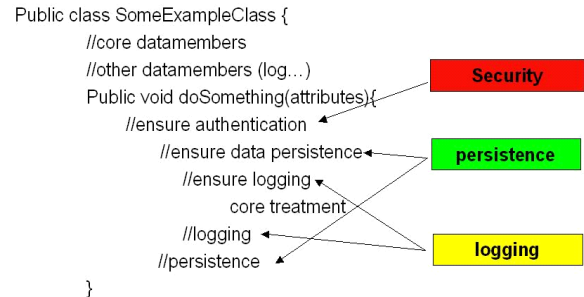 Public class SomeExampleClass {
//core datamembers
//other datamembers (log...)
Public void doSomething(attributes){
//ensure authentication
//ensure data persistence
//ensure logging
core treatment
//logging
//persistence
}
Security
persistence
logging